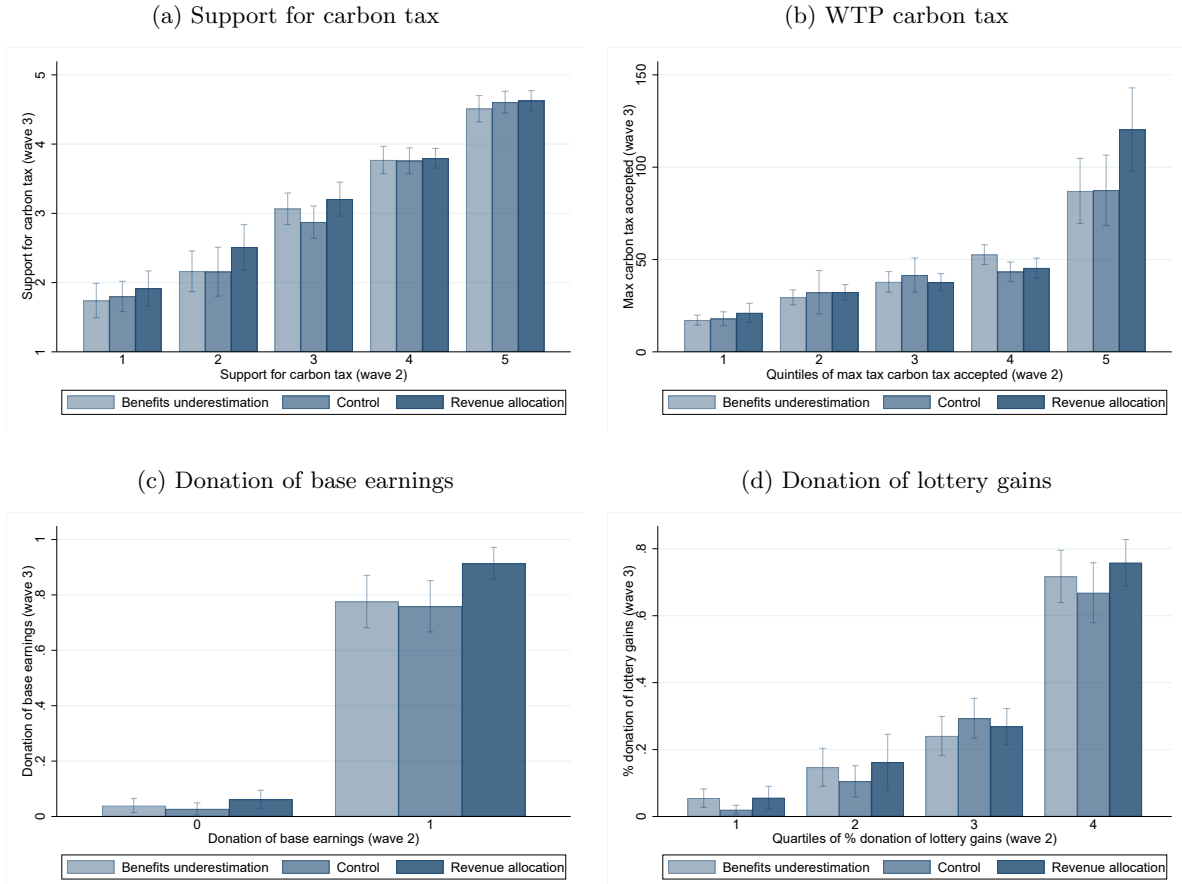 (a) Support for carbon tax
Support for carbon tax (wave 3)
5
4
3
2
1
1 2 3 4 5
Support for carbon tax (wave 2)
Benefits underestimation Control Revenue allocation
(b) WTP carbon tax
Max carbon tax accepted (wave 3)
150
100
50
0
1 2 3 4 5
Quintiles of max tax carbon tax accepted (wave 2)
Benefits underestimation Control Revenue allocation
(c) Donation of base earnings
Donation of base earnings (wave 3)
1
.8
.6
.4
.2
0
0 1
Donation of base earnings (wave 2)
Benefits underestimation Control Revenue allocation
(d) Donation of lottery gains
% donation of lottery gains (wave 3)
.8
.6
.4
.2
0
1 2 3 4
Quartiles of % donation of lottery gains (wave 2)
Benefits underestimation Control Revenue allocation